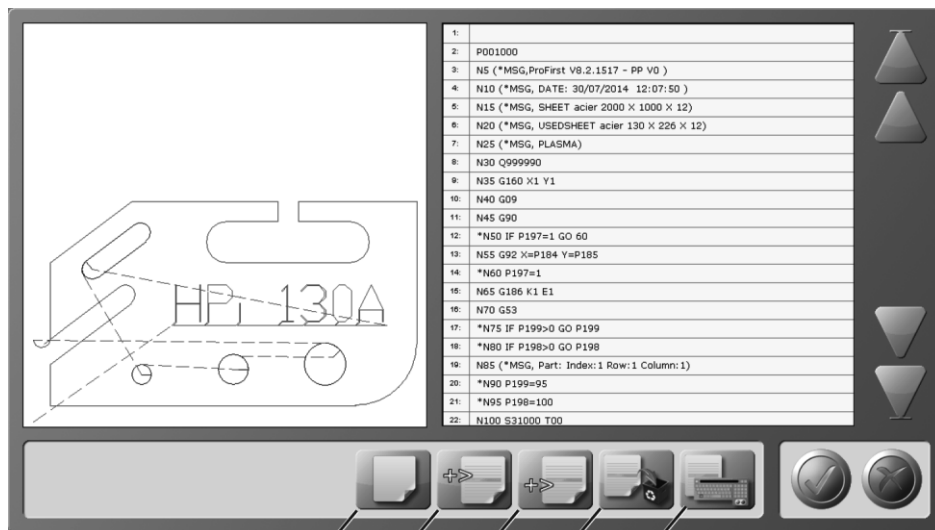 HPi 130A
1:
2: P001000
3: N5 (*MSG,ProFirst V8.2.1517 - PP V0 )
4: N10 (*MSG, DATE: 30/07/2014 12:07:50 )
5: N15 (*MSG, SHEET acier 2000 X 1000 X 12)
6: N20 (*MSG, USEDSHEET acier 130 X 226 X 12)
7: N25 (*MSG, PLASMA)
8: N30 Q999990
9: N35 G160 X1 Y1
10: N40 G09
11: N45 G90
12: *N50 IF P197=1 GO 60
13: N55 G92 X=P184 Y=P185
14: *N60 P197=1
15: N65 G186 K1 E1
16: N70 G53
17: *N75 IF P199>0 GO P199
18: *N80 IF P198>0 GO P198
19: N85 (*MSG, Part: Index:1 Row:1 Column:1)
20: *N90 P199=95
21: *N95 P198=100
22: N100 S31000 T00
+>
+>